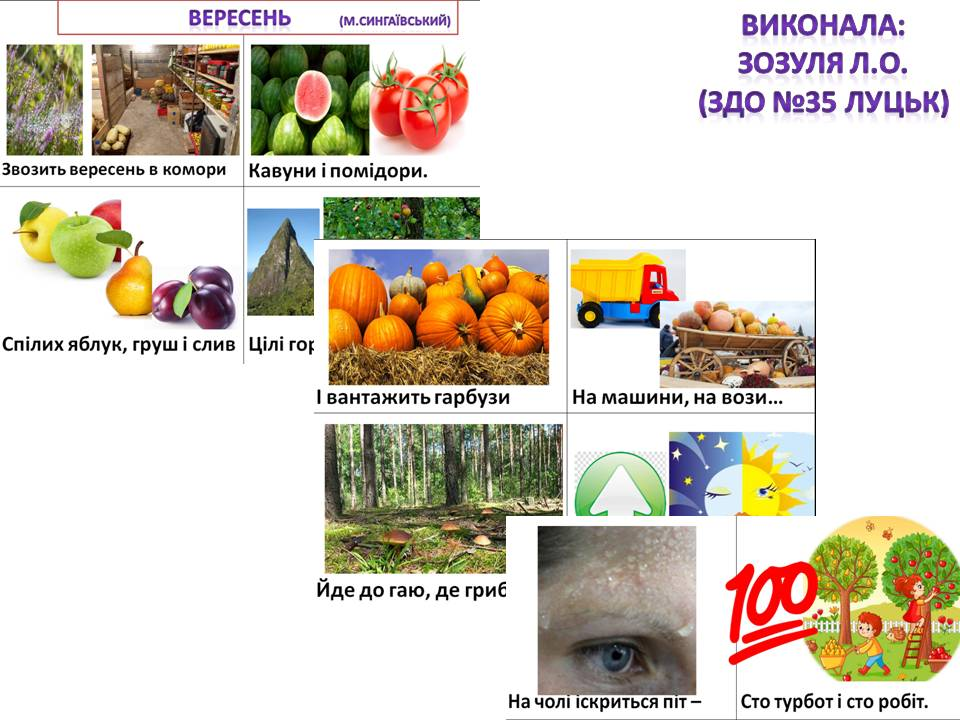 ВЕРЕСЕНЬ (М.СИНГАЇВСЬКИЙ)
ВИКОНАЛА:
ЗОЗУЛЯ Л.О.
(ЗДО №35 ЛУЦЬК)
Звозить вересень в комори
Кавуни і помідори.
Спілих яблук, груш і слив
Цілі гор
І вантажить гарбузи
На машини, на вози...
Йде до гаю, де гриб
100
На чолі іскриться піт –
Сто турбот і сто робіт.